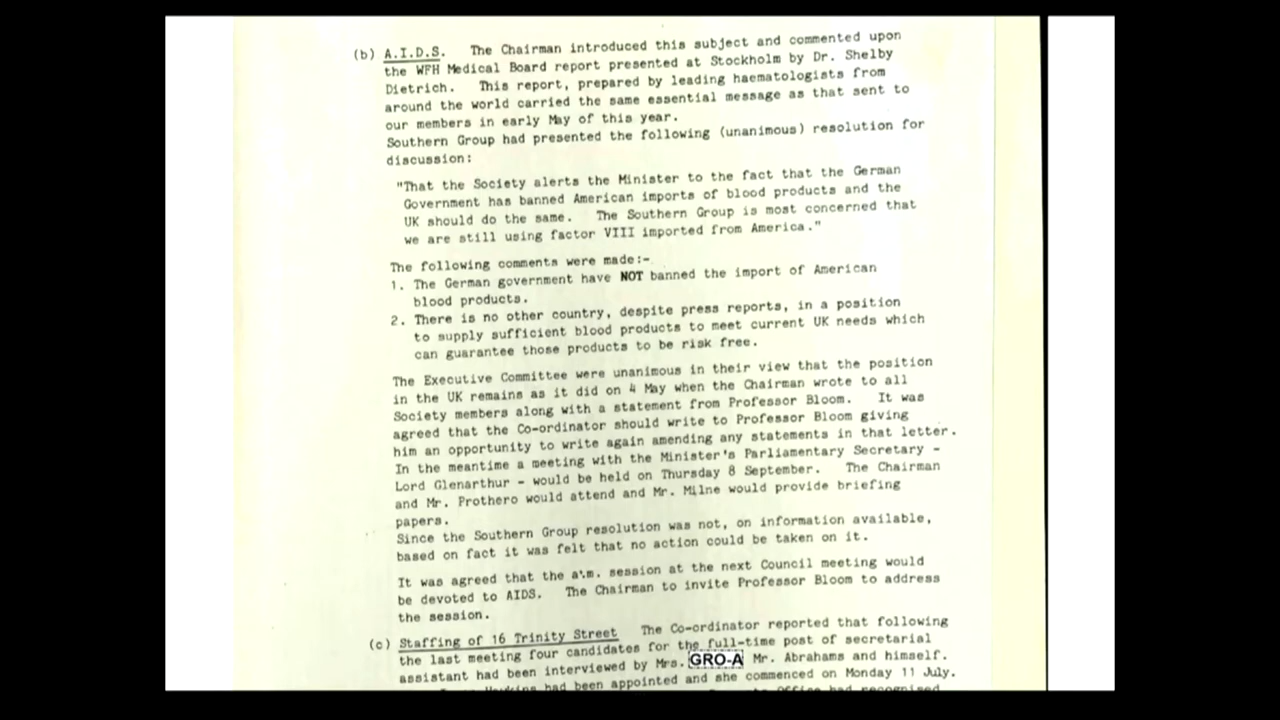 (b) A.I.D.S. The Chairman introduced this subject and commented upon
the WFH Medical Board report presented at Stockholm by Dr. Shelby
Dietrich. This report, prepared by leading haematologists from
around the world carried the same essential message as that sent to
our members in early May of this year.
Southern Group had presented the following (unanimous) resolution for
discussion:
"That the Society alerts the Minister to the fact that the German
Government has banned American imports of blood products and the
UK should do the same. The Southern Group is most concerned that
we are still using factor VIII imported from America."
The following comments were made:-
1. The German government have NOT banned the import of American
blood products.
2. There is no other country, despite press reports, in a position
to supply sufficient blood products to meet current UK needs which
can guarantee those products to be risk free.
The Executive Committee were unanimous in their view that the position
in the UK remains as it did on 4 May when the Chairman wrote to all
Society members along with a statement from Professor Bloom. It was
agreed that the Co-ordinator should write to Professor Bloom giving
him an opportunity to write again amending any statements in that letter.
In the meantime a meeting with the Minister's Parliamentary Secretary -
Lord Glenarthur - would be held on Thursday 8 September. The Chairman
and Mr. Prothero would attend and Mr. Milne would provide briefing
papers.
Since the Southern Group resolution was not, on information available,
based on fact it was felt that no action could be taken on it.
It was agreed that the a.m. session at the next Council meeting would
be devoted to AIDS. The Chairman to invite Professor Bloom to address
the session.
(c) Staffing of 16 Trinity Street The Co-ordinator reported that following
the last meeting four candidates for the full-time post of secretarial
assistant had been interviewed by Mrs. GRO-A Mr. Abrahams and himself.
had been appointed and she commenced on Monday 11 July.